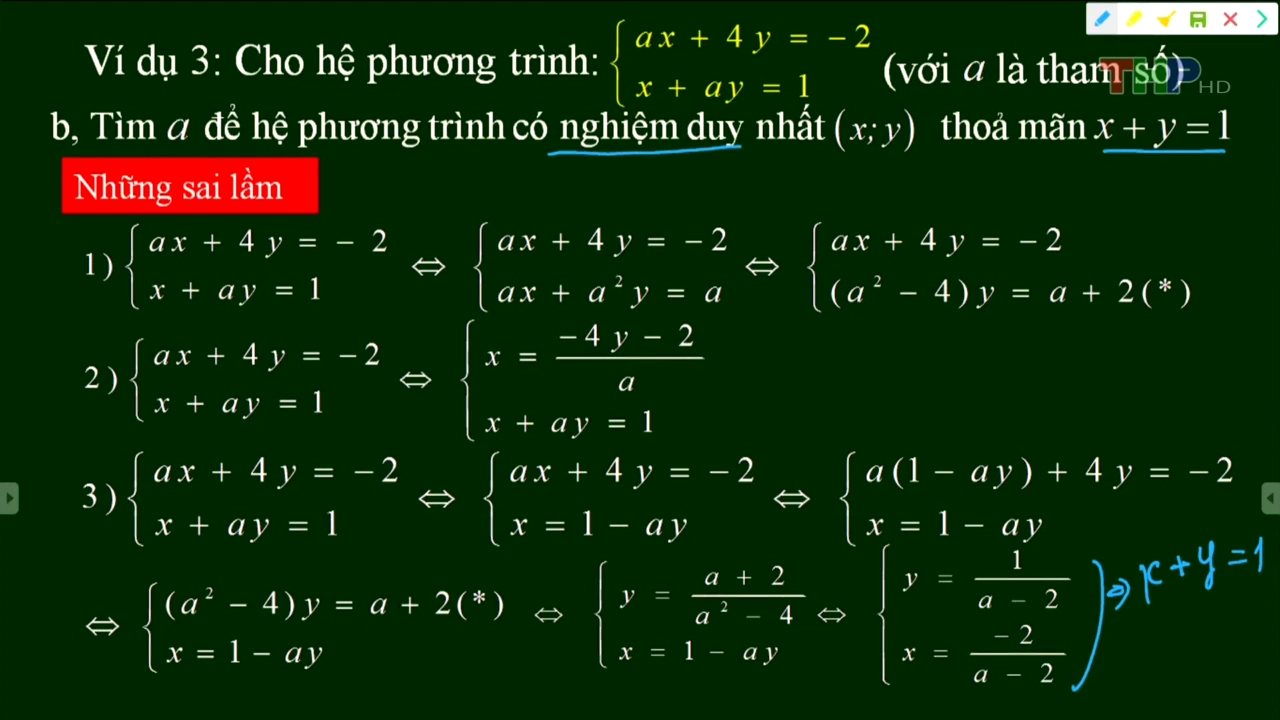 Ví dụ 3: Cho hệ phương trình: { ax + 4y = −2 ; x + ay = 1 (với a là tham số)
THP HD
b, Tìm a để hệ phương trình có nghiệm duy nhất (x; y) thoả mãn x + y = 1
Những sai lầm
1) { ax + 4y = −2 ; x + ay = 1 ⇔ { ax + 4y = −2 ; ax + a²y = a ⇔ { ax + 4y = −2 ; (a² − 4)y = a + 2(*)
2) { ax + 4y = −2 ; x + ay = 1 ⇔ { x = (−4y − 2)/a ; x + ay = 1
3) { ax + 4y = −2 ; x + ay = 1 ⇔ { ax + 4y = −2 ; x = 1 − ay ⇔ { a(1 − ay) + 4y = −2 ; x = 1 − ay
⇔ { (a² − 4)y = a + 2(*) ; x = 1 − ay ⇔ { y = (a + 2)/(a² − 4) ; x = 1 − ay ⇔ { y = 1/(a − 2) ; x = −2/(a − 2) ⇒ x + y = 1